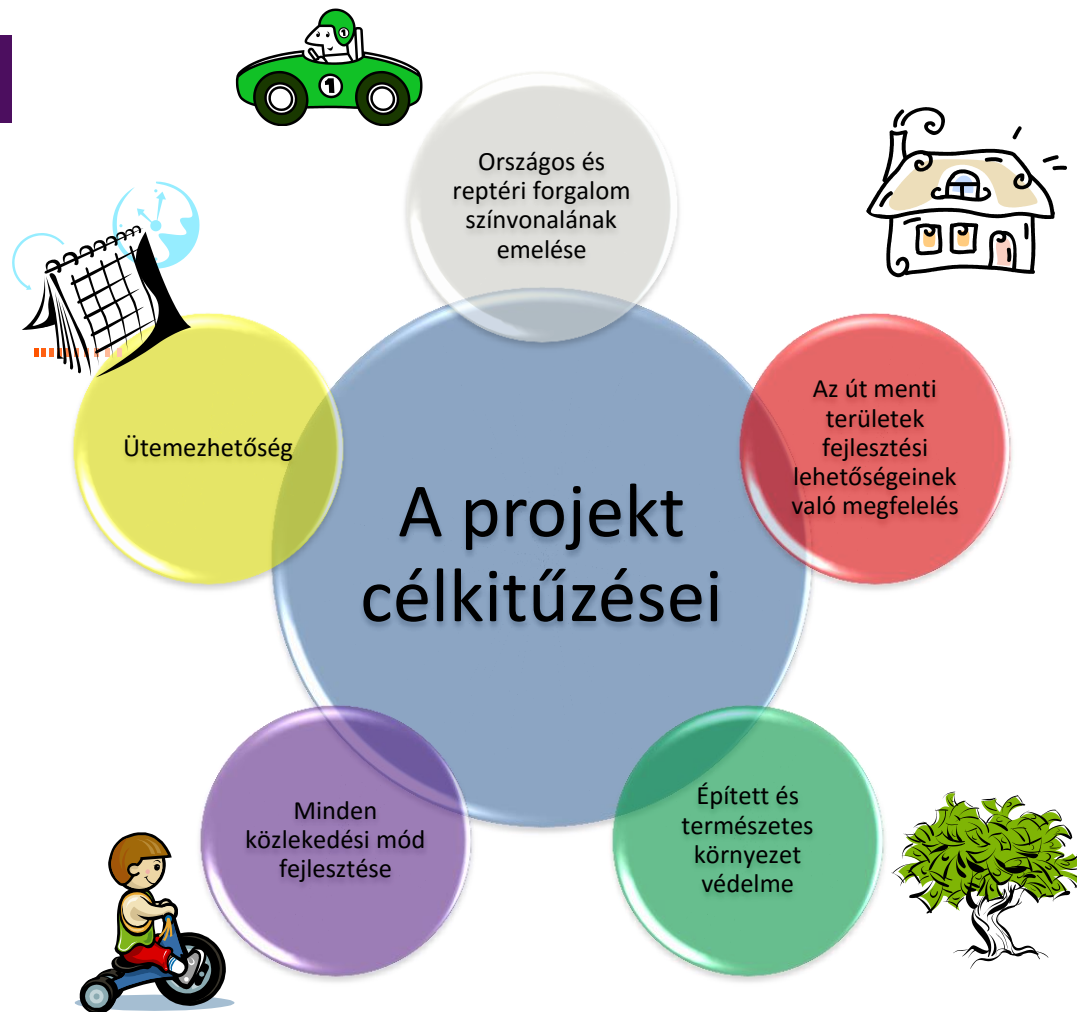 1
1
Országos és
reptéri forgalom
színvonalának
emelése
Az út menti
területek
fejlesztési
lehetőségeinek
való megfelelés
Ütemezhetőség
A projekt
célkitűzései
Minden
közlekedési mód
fejlesztése
Épített és
természetes
környezet
védelme